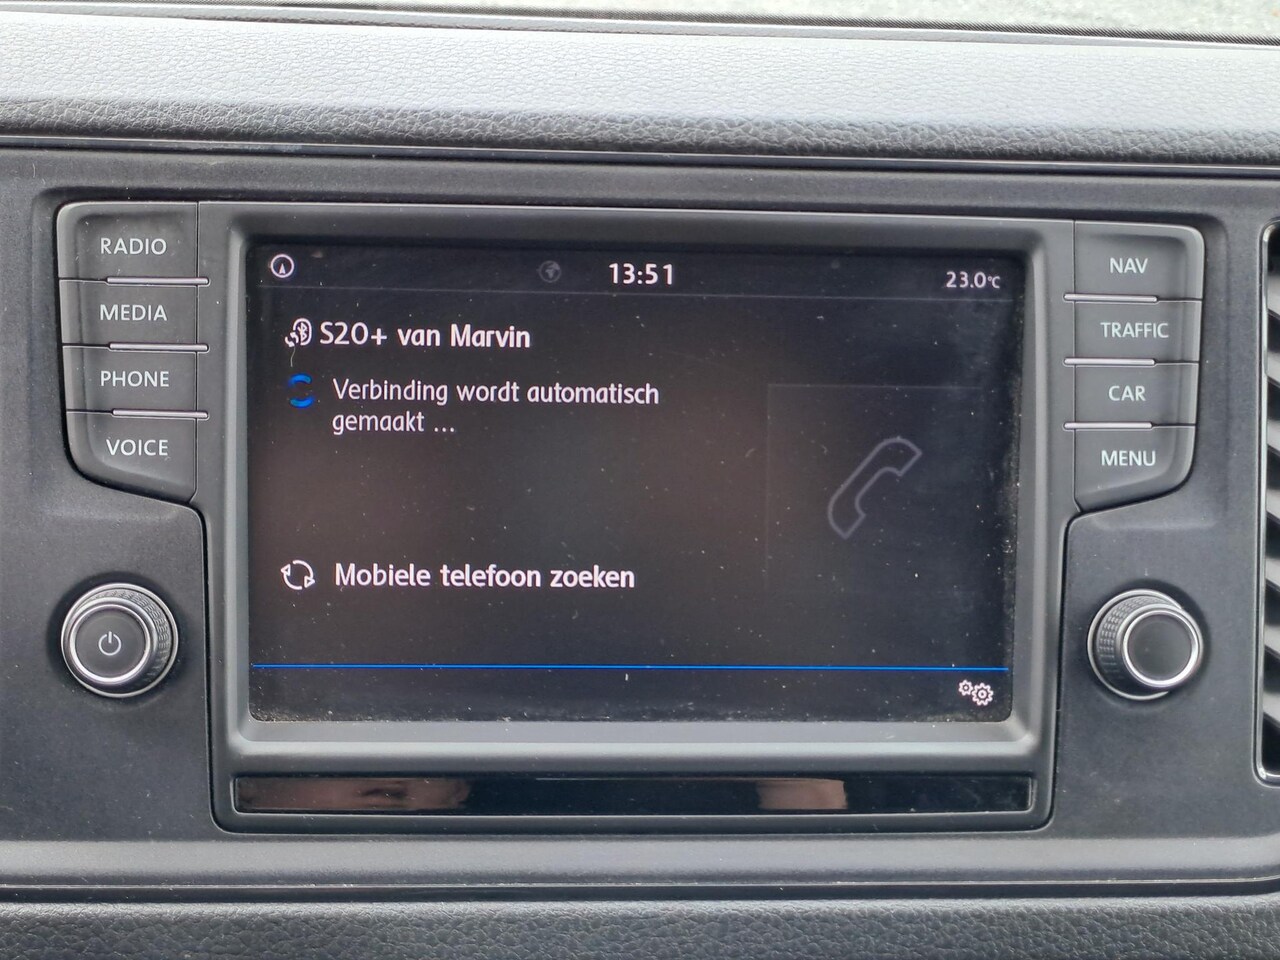 RADIO
MEDIA
PHONE
VOICE
13:51
23.0°C
S20+ van Marvin
Verbinding wordt automatisch
gemaakt ...
Mobiele telefoon zoeken
NAV
TRAFFIC
CAR
MENU